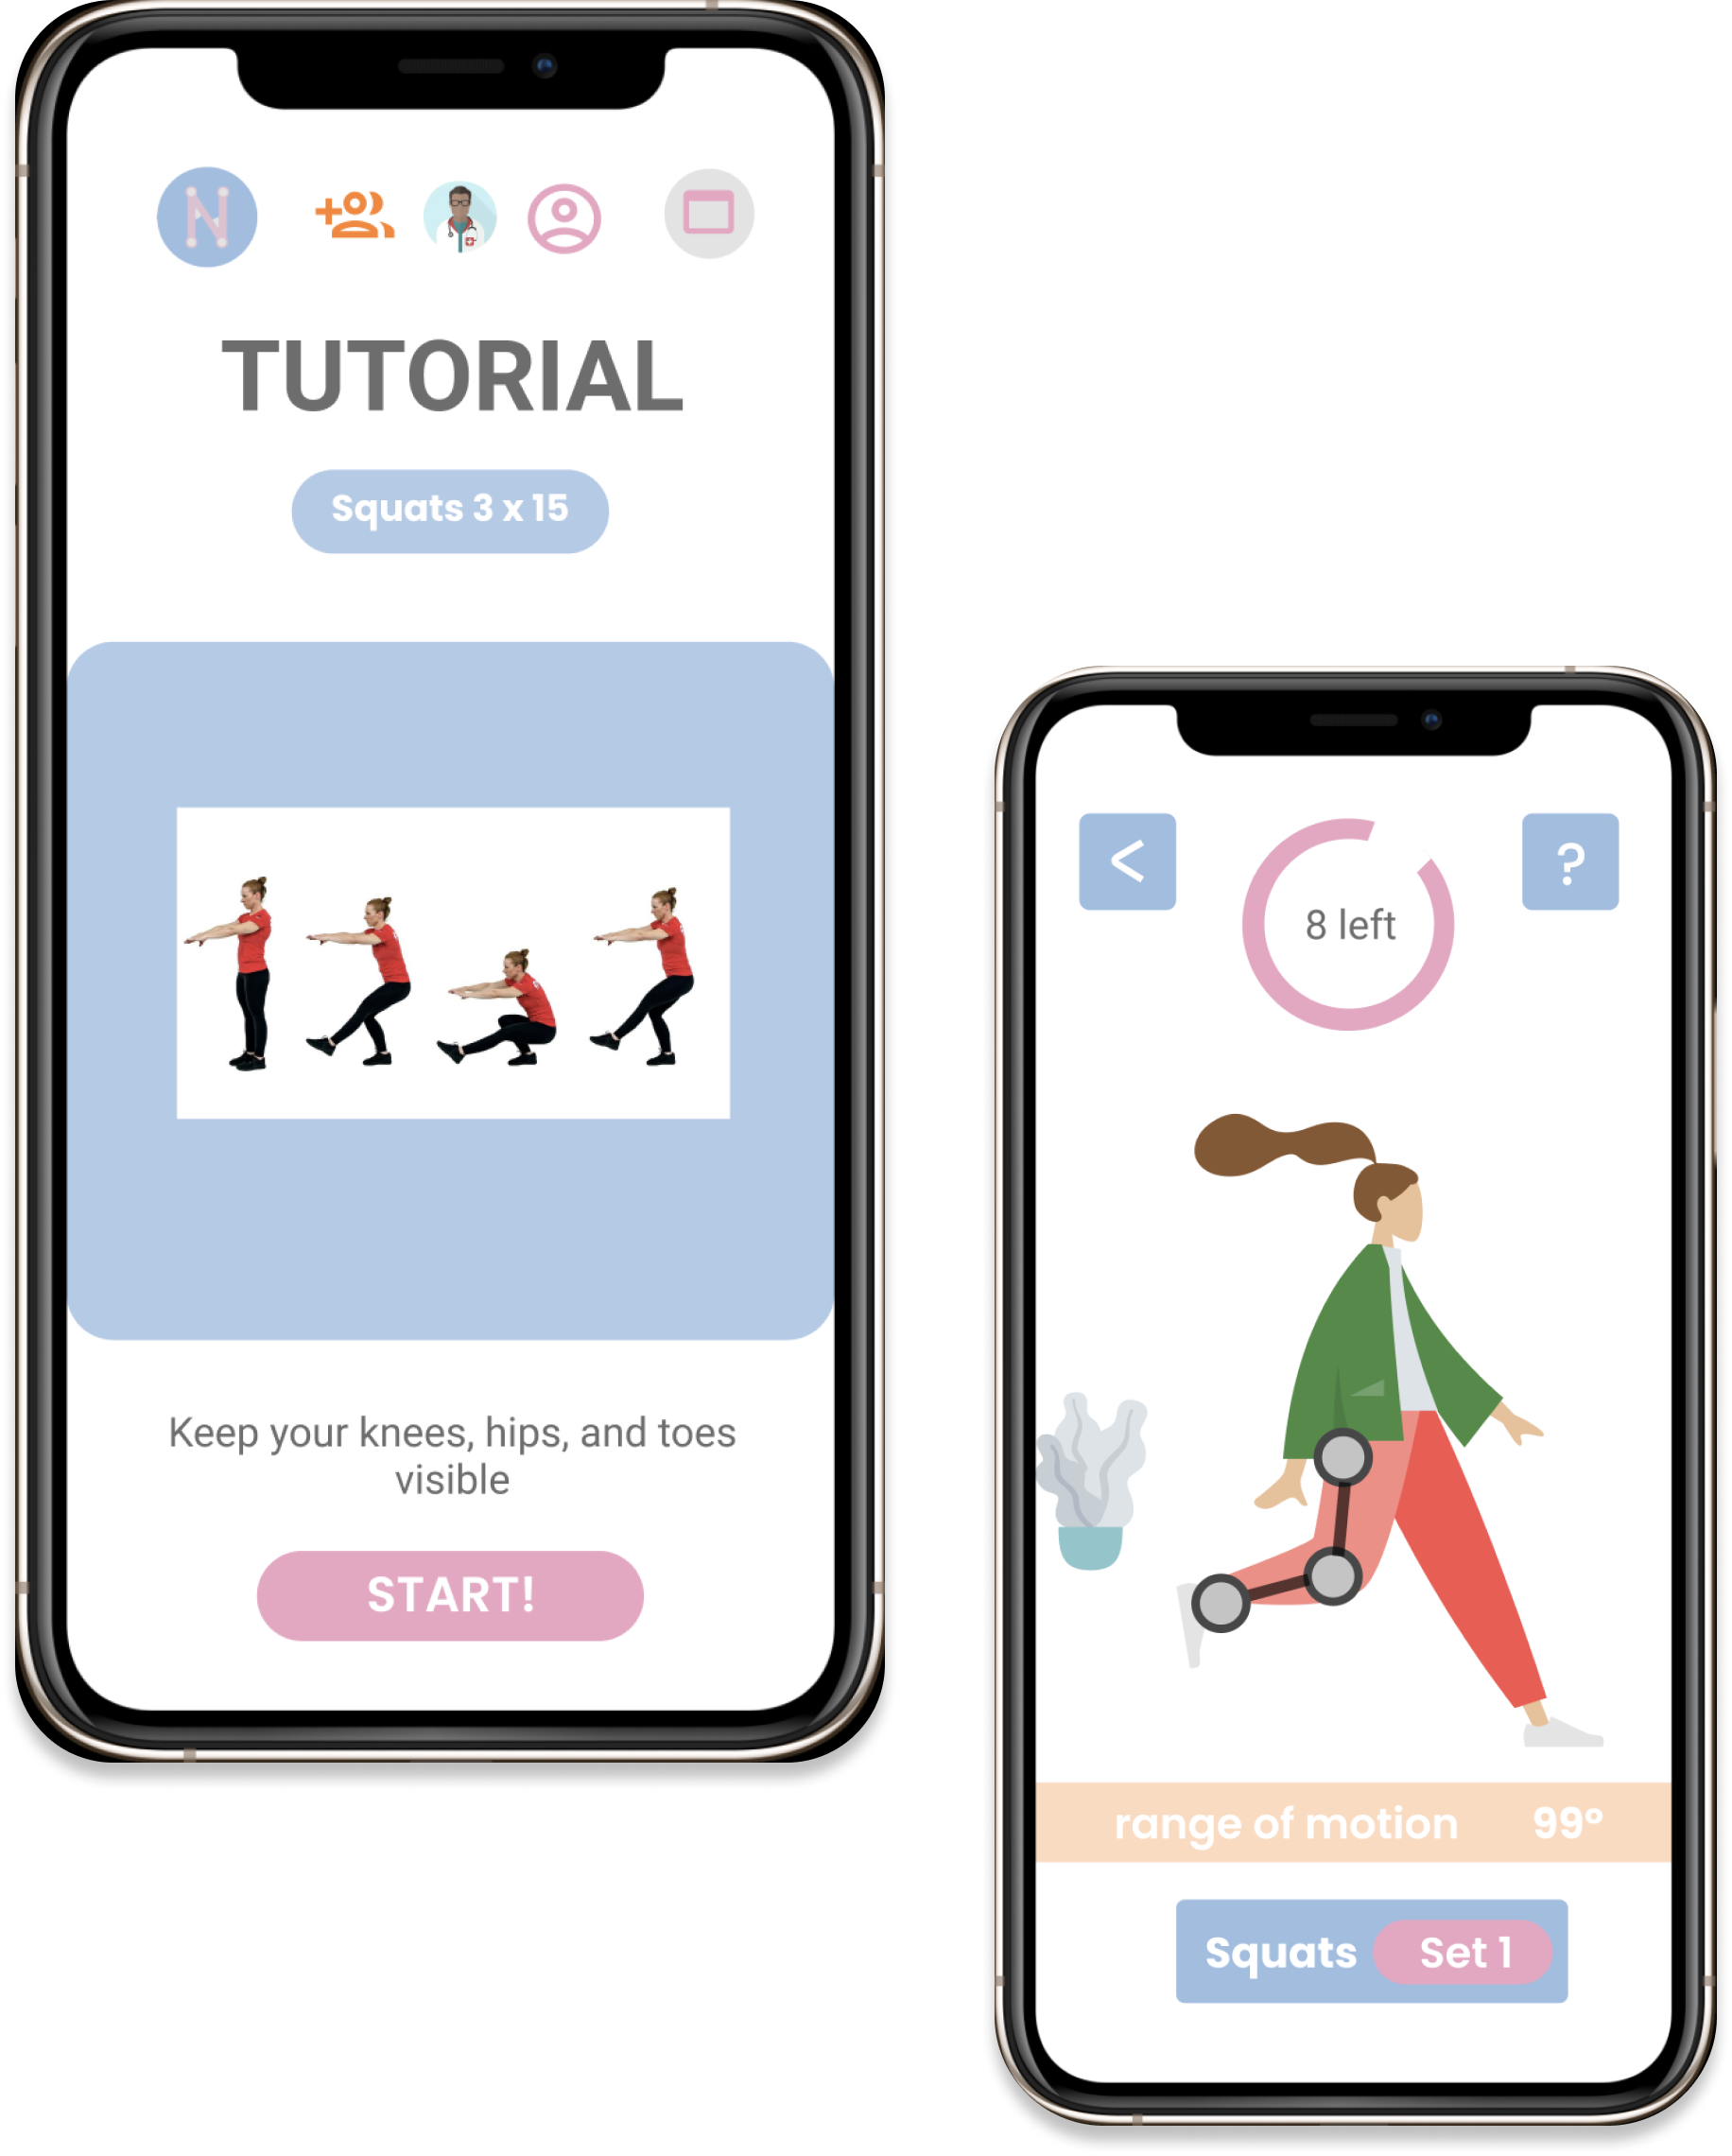 N
TUTORIAL
Squats 3 x 15
Keep your knees, hips, and toes
visible
START!
<
?
8 left
range of motion 99°
Squats Set 1